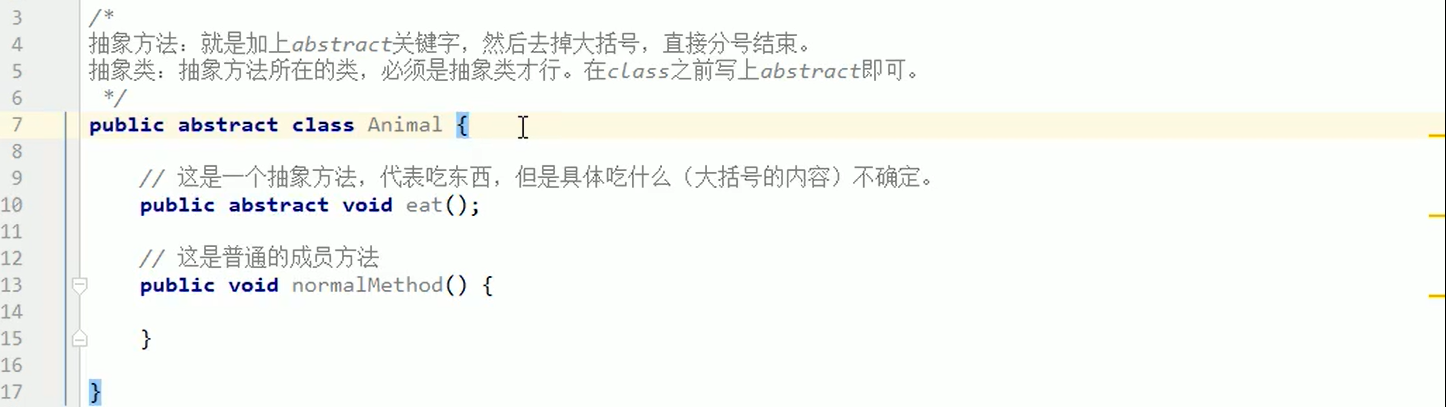 3 /*
4 抽象方法：就是加上abstract关键字，然后去掉大括号，直接分号结束。
5 抽象类：抽象方法所在的类，必须是抽象类才行。在class之前写上abstract即可。
6 */
7 public abstract class Animal {
8
9 // 这是一个抽象方法，代表吃东西，但是具体吃什么（大括号的内容）不确定。
10 public abstract void eat();
11
12 // 这是普通的成员方法
13 public void normalMethod() {
14
15 }
16
17 }